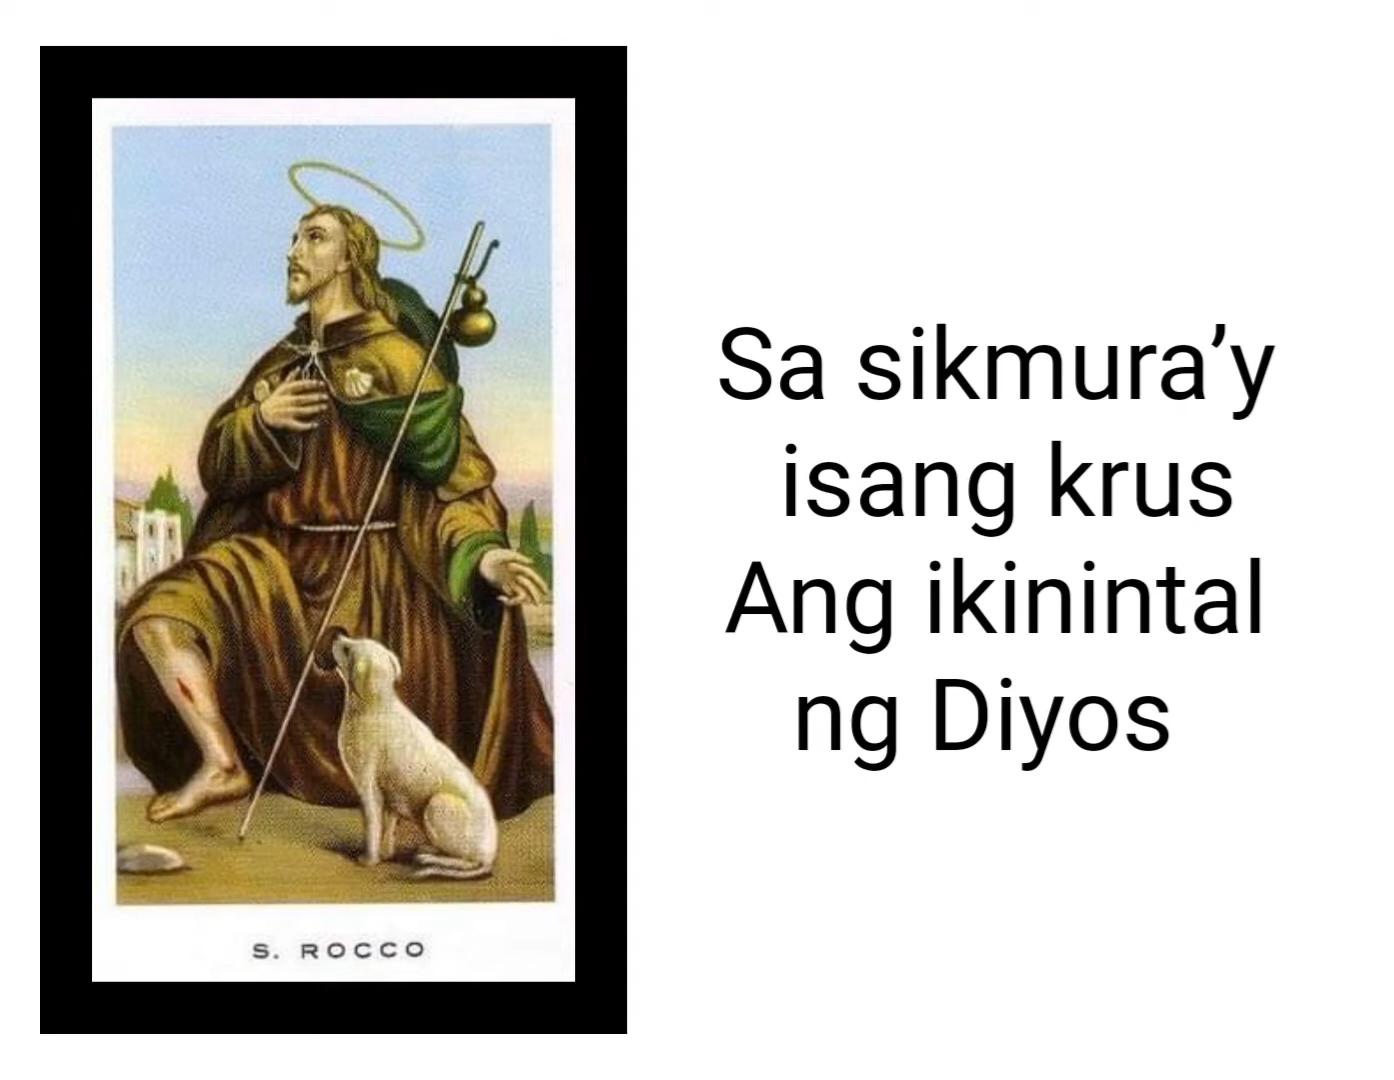 S. ROCCO
Sa sikmura’y
isang krus
Ang ikinintal
ng Diyos